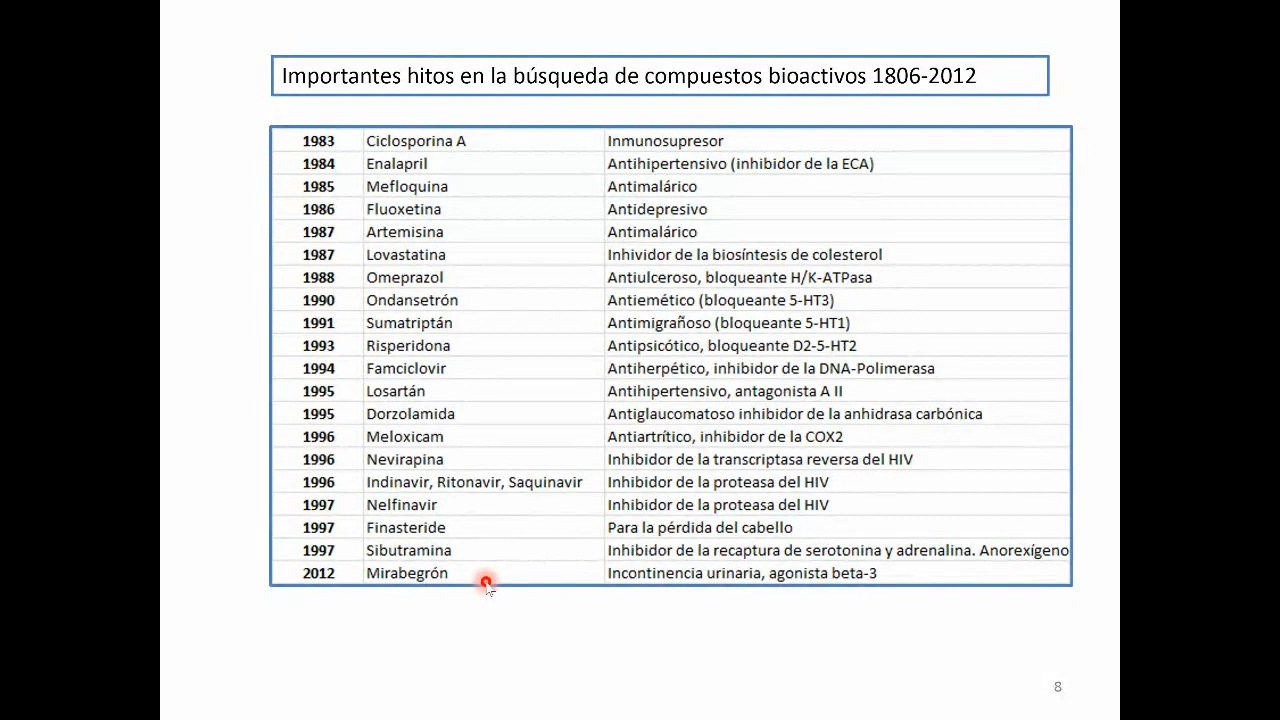 Importantes hitos en la búsqueda de compuestos bioactivos 1806-2012
1983 Ciclosporina A Inmunosupresor
1984 Enalapril Antihipertensivo (inhibidor de la ECA)
1985 Mefloquina Antimalárico
1986 Fluoxetina Antidepresivo
1987 Artemisina Antimalárico
1987 Lovastatina Inhividor de la biosíntesis de colesterol
1988 Omeprazol Antiulceroso, bloqueante H/K-ATPasa
1990 Ondansetrón Antiemético (bloqueante 5-HT3)
1991 Sumatriptán Antimigrañoso (bloqueante 5-HT1)
1993 Risperidona Antipsicótico, bloqueante D2-5-HT2
1994 Famciclovir Antiherpético, inhibidor de la DNA-Polimerasa
1995 Losartán Antihipertensivo, antagonista A II
1995 Dorzolamida Antiglaucomatoso inhibidor de la anhidrasa carbónica
1996 Meloxicam Antiartrítico, inhibidor de la COX2
1996 Nevirapina Inhibidor de la transcriptasa reversa del HIV
1996 Indinavir, Ritonavir, Saquinavir Inhibidor de la proteasa del HIV
1997 Nelfinavir Inhibidor de la proteasa del HIV
1997 Finasteride Para la pérdida del cabello
1997 Sibutramina Inhibidor de la recaptura de serotonina y adrenalina. Anorexígeno
2012 Mirabegrón Incontinencia urinaria, agonista beta-3
8